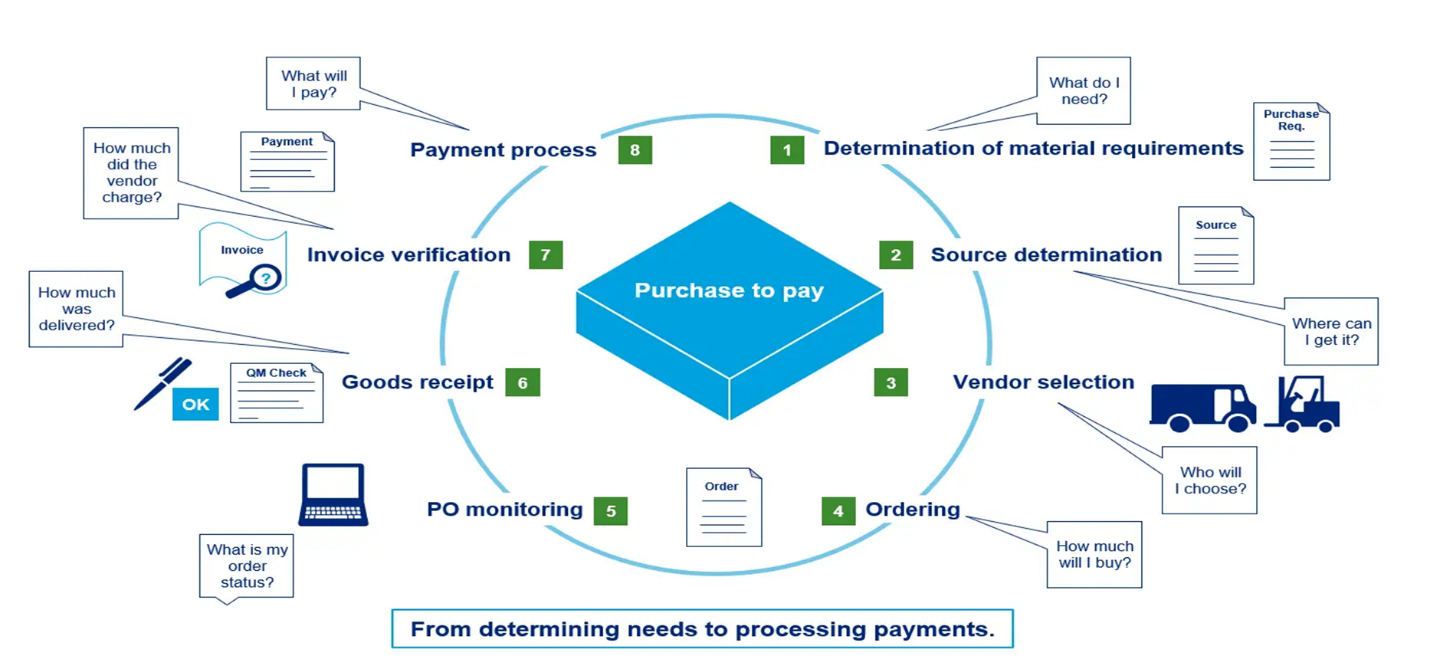 What will
I pay?
What do I
need?
Purchase
Req.
How much
did the
vendor
charge?
Payment
Payment process
8
1
Determination of material requirements
Source
Invoice
Invoice verification
7
2
Source determination
Purchase to pay
How much
was
delivered?
Where can
I get it?
QM Check
OK
Goods receipt
6
3
Vendor selection
Who will
I choose?
Order
PO monitoring
5
4
Ordering
What is my
order
status?
How much
will I buy?
?
From determining needs to processing payments.